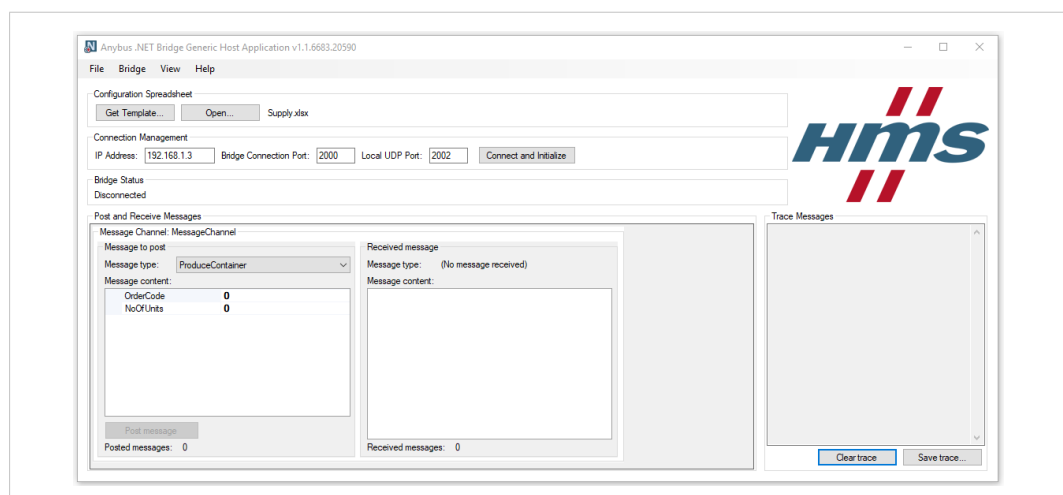 Anybus .NET Bridge Generic Host Application v1.1.6683.20590
File Bridge View Help
Configuration Spreadsheet
Get Template... Open... Supply.xlsx
Connection Management
IP Address: 192.168.1.3 Bridge Connection Port: 2000 Local UDP Port: 2002 Connect and Initialize
HMS
Bridge Status
Disconnected
Post and Receive Messages
Message Channel: MessageChannel
Message to post
Message type: ProduceContainer
Message content:
OrderCode 0
NoOfUnits 0
Post message
Posted messages: 0
Received message
Message type: (No message received)
Message content:
Received messages: 0
Trace Messages
Clear trace Save trace...